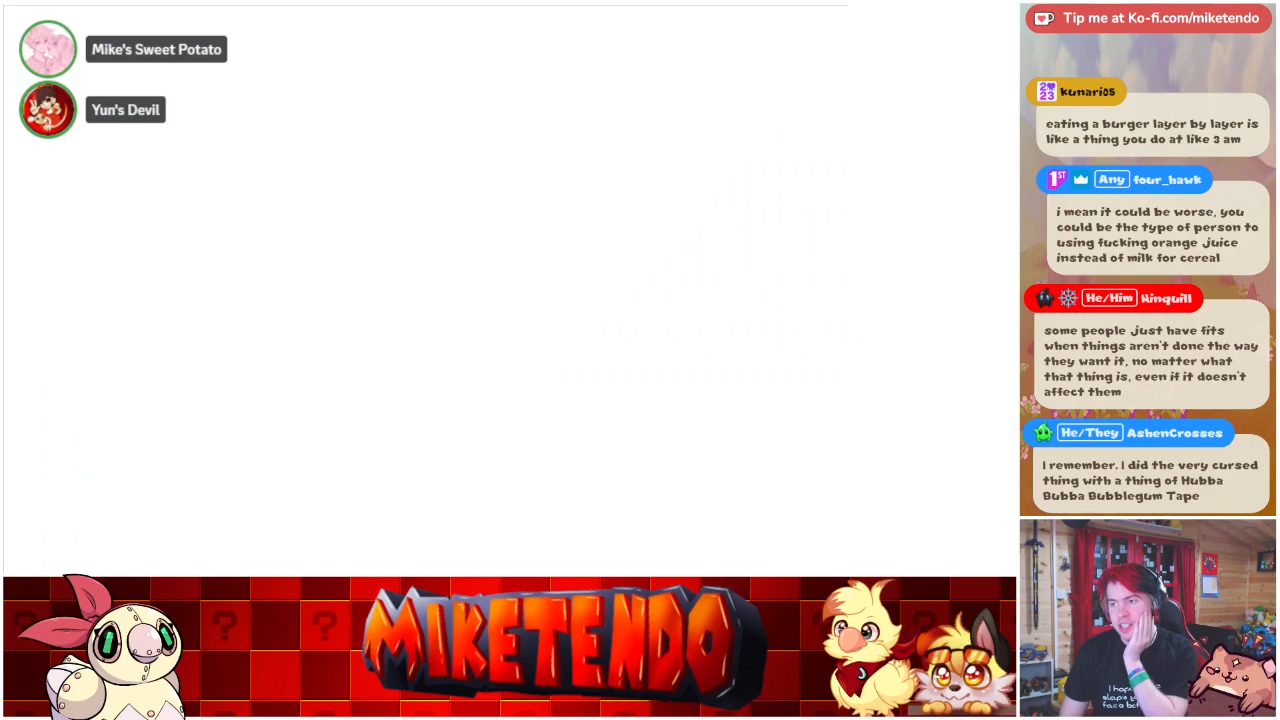 Mike's Sweet Potato
Yun's Devil
Tip me at Ko-fi.com/miketendo
kunari05
eating a burger layer by layer is
like a thing you do at like 3 am
1ST Any four_hawk
i mean it could be worse, you
could be the type of person to
using fucking orange juice
instead of milk for cereal
He/Him Hinquill
some people just have fits
when things aren't done the way
they want it, no matter what
that thing is, even if it doesn't
affect them
He/They AshenCrosses
I remember. I did the very cursed
thing with a thing of Hubba
Bubba Bubblegum Tape
MIKETENDO
I hop
slaps y
face b